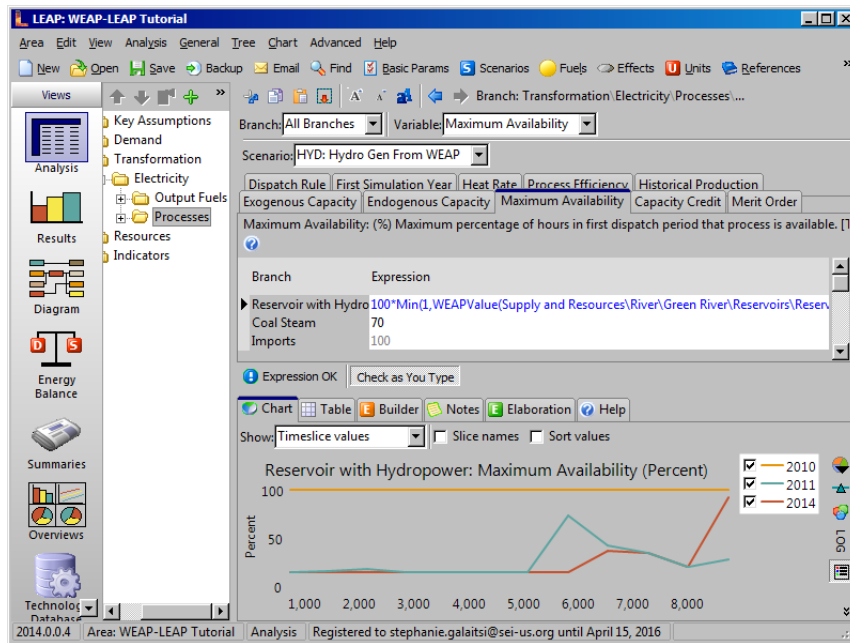 LEAP: WEAP-LEAP Tutorial
Area Edit View Analysis General Tree Chart Advanced Help
New Open Save Backup Email Find Basic Params Scenarios Fuels Effects Units References »
Views » Branch: Transformation\Electricity\Processes\...
Analysis
Results
Diagram
Energy
Balance
Summaries
Overviews
Technolog
Database
Key Assumptions
Demand
Transformation
Electricity
Output Fuels
Processes
Resources
Indicators
Branch: All Branches Variable: Maximum Availability
Scenario: HYD: Hydro Gen From WEAP
Dispatch Rule First Simulation Year Heat Rate Process Efficiency Historical Production
Exogenous Capacity Endogenous Capacity Maximum Availability Capacity Credit Merit Order
Maximum Availability: (%) Maximum percentage of hours in first dispatch period that process is available. [T
Branch Expression
Reservoir with Hydro 100*Min(1,WEAPValue(Supply and Resources\River\Green River\Reservoirs\Reserv
Coal Steam 70
Imports 100
Expression OK Check as You Type
Chart Table Builder Notes Elaboration Help
Show: Timeslice values Slice names Sort values
Reservoir with Hydropower: Maximum Availability (Percent)
2010
2011
2014
LOG
Percent
100
50
0
1,000 2,000 3,000 4,000 5,000 6,000 7,000 8,000
2014.0.0.4 Area: WEAP-LEAP Tutorial Analysis Registered to stephanie.galaitsi@sei-us.org until April 15, 2016